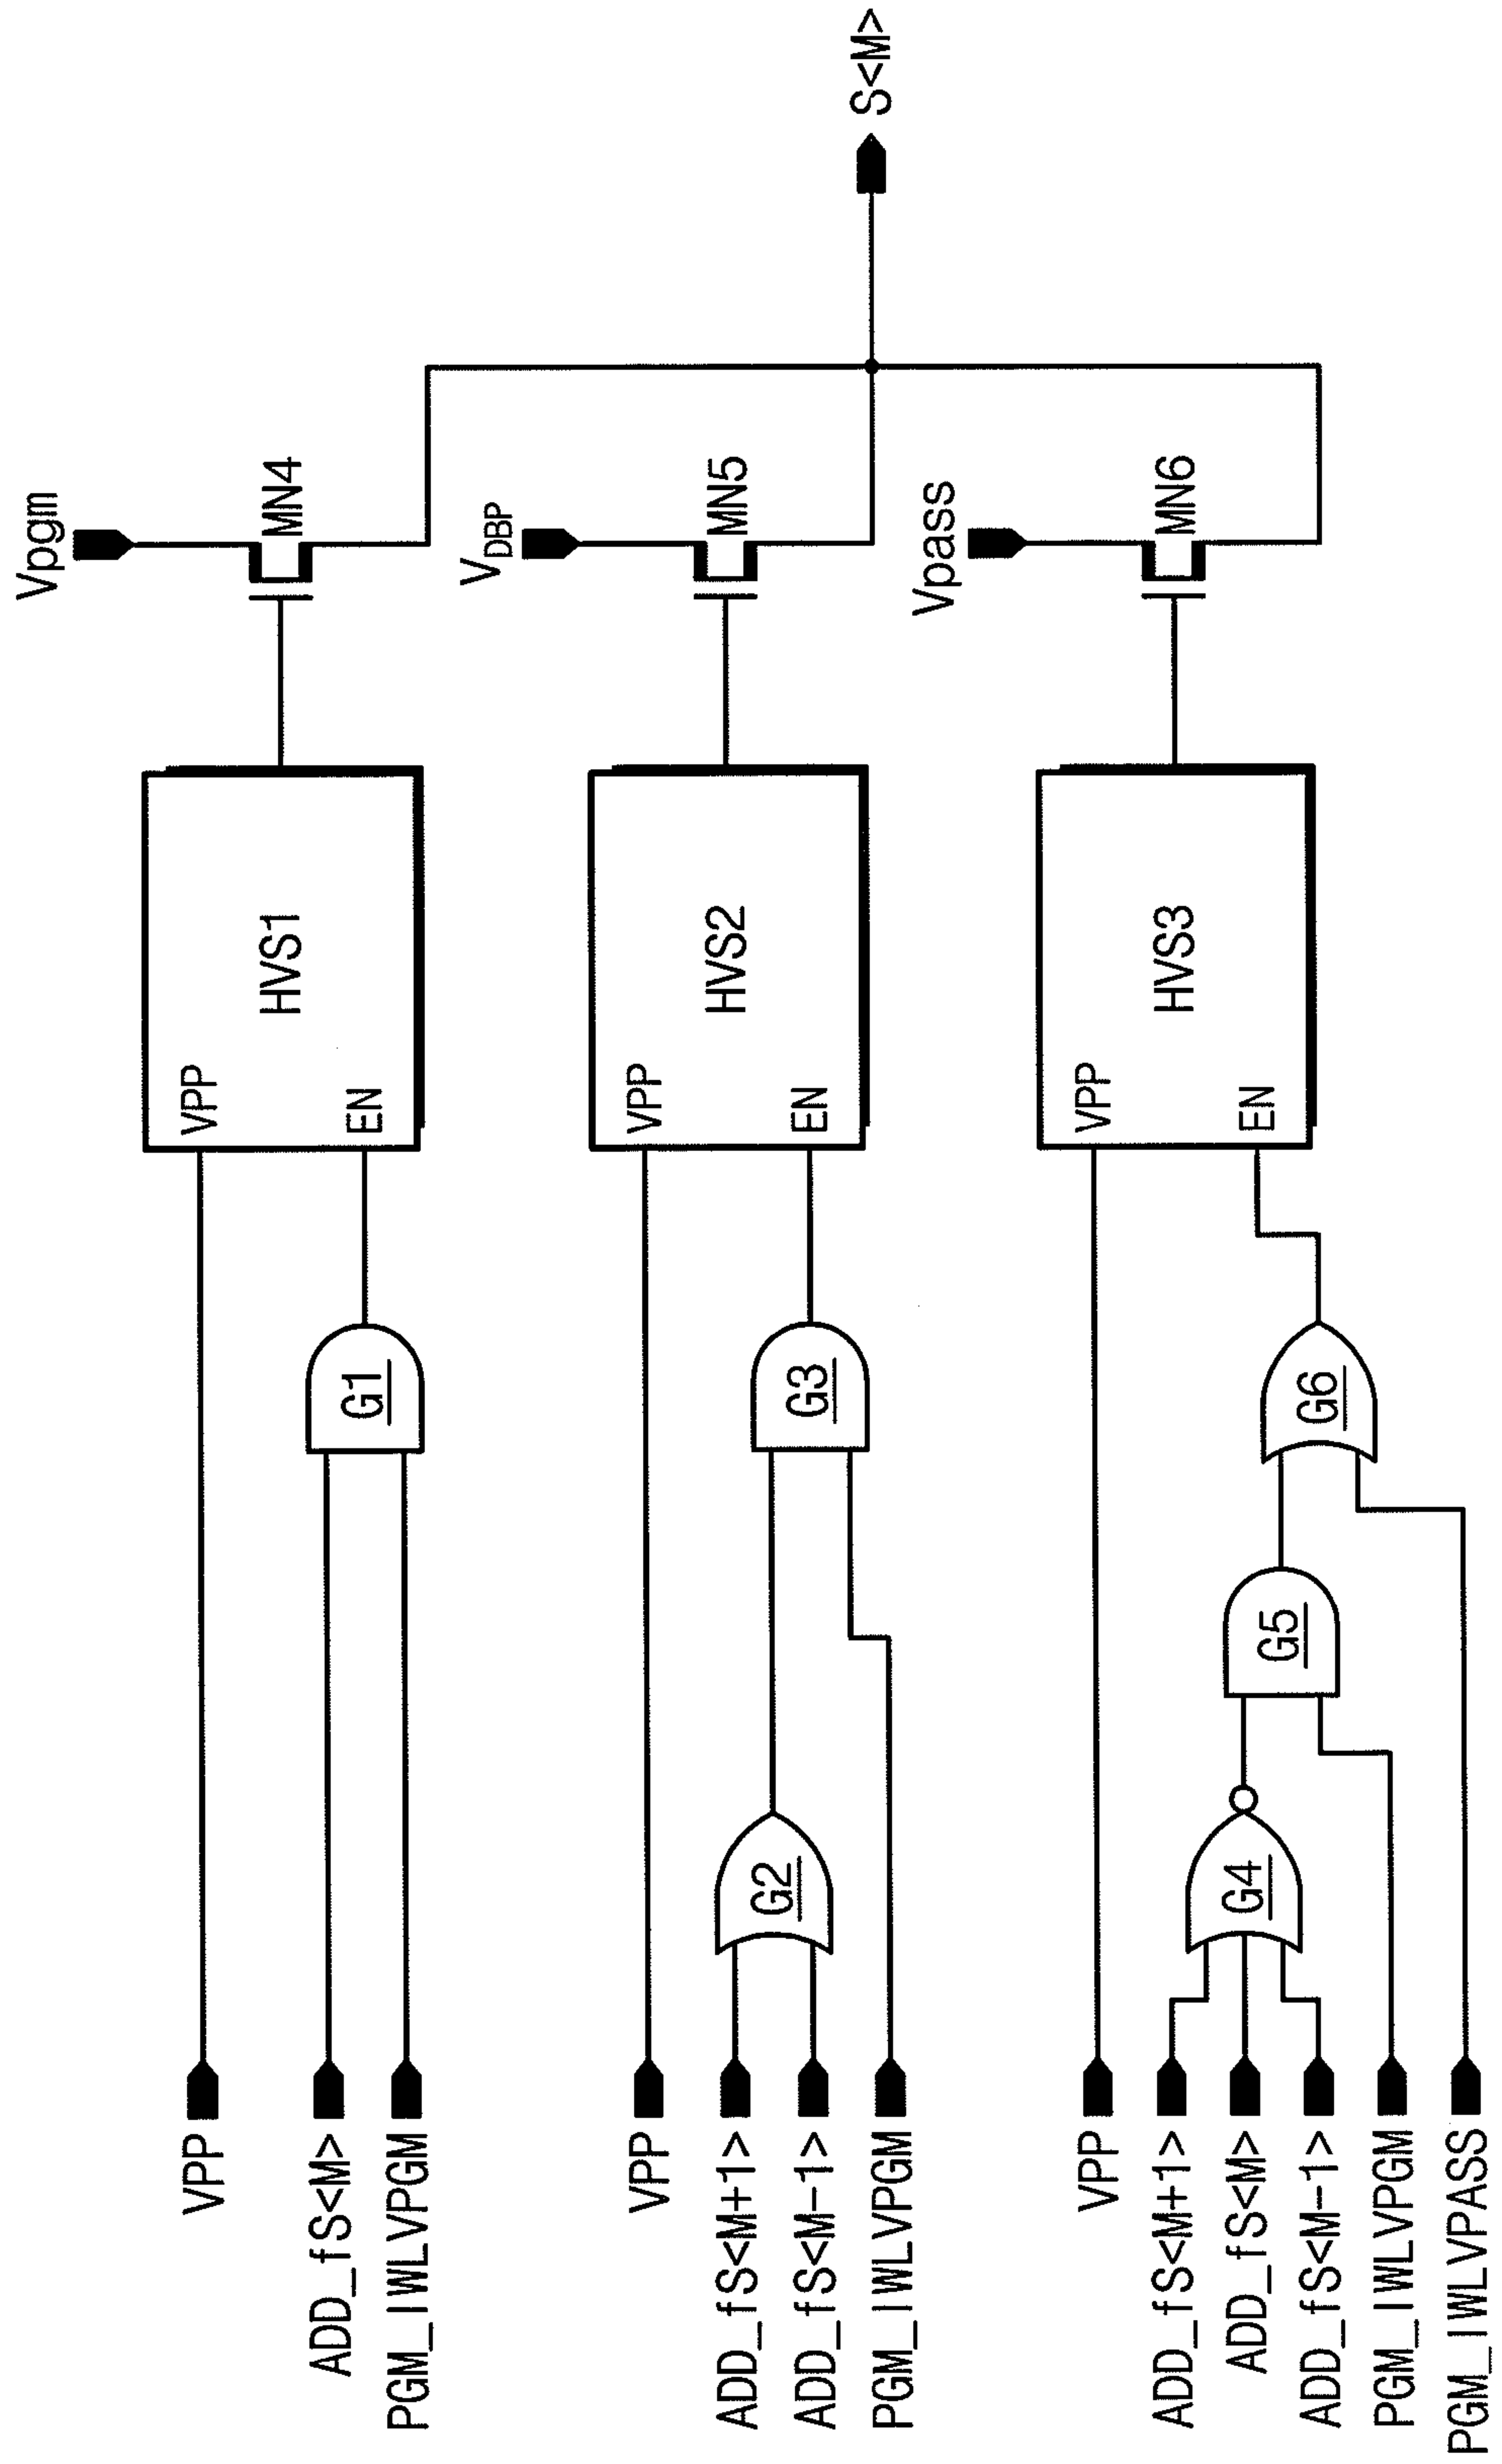 Vpgm
MN4
HVS1
VPP
EN
G1
VPP
ADD_fS<M>
PGM_IWLVPGM
VDBP
MN5
HVS2
VPP
EN
G3
G2
VPP
ADD_fS<M+1>
ADD_fS<M-1>
PGM_IWLVPGM
Vpass
MN6
HVS3
VPP
EN
G6
G5
G4
VPP
ADD_fS<M+1>
ADD_fS<M>
ADD_fS<M-1>
PGM_IWLVPGM
PGM_IWLVPASS
S<M>